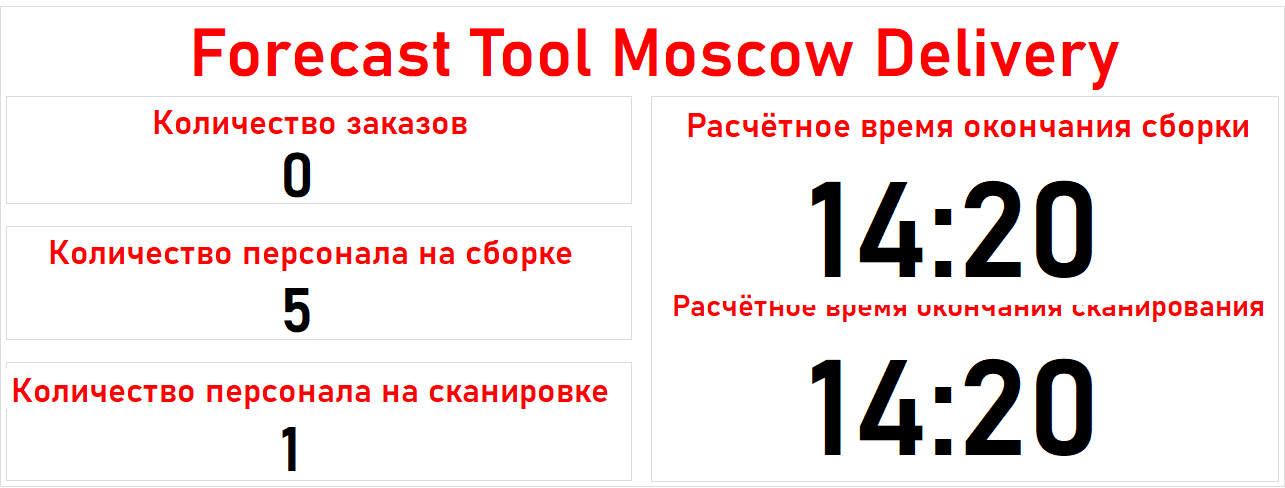 Forecast Tool Moscow Delivery
Количество заказов
0
Количество персонала на сборке
5
Количество персонала на сканировке
1
Расчётное время окончания сборки
14:20
Расчётное время окончания сканирования
14:20